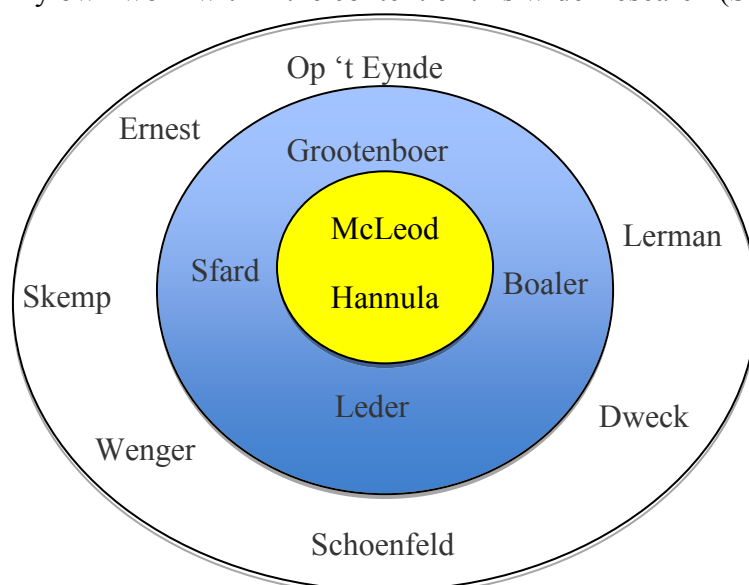 Op ‘t Eynde
Ernest
Grootenboer
McLeod
Lerman
Sfard
Boaler
Skemp
Hannula
Leder
Dweck
Wenger
Schoenfeld